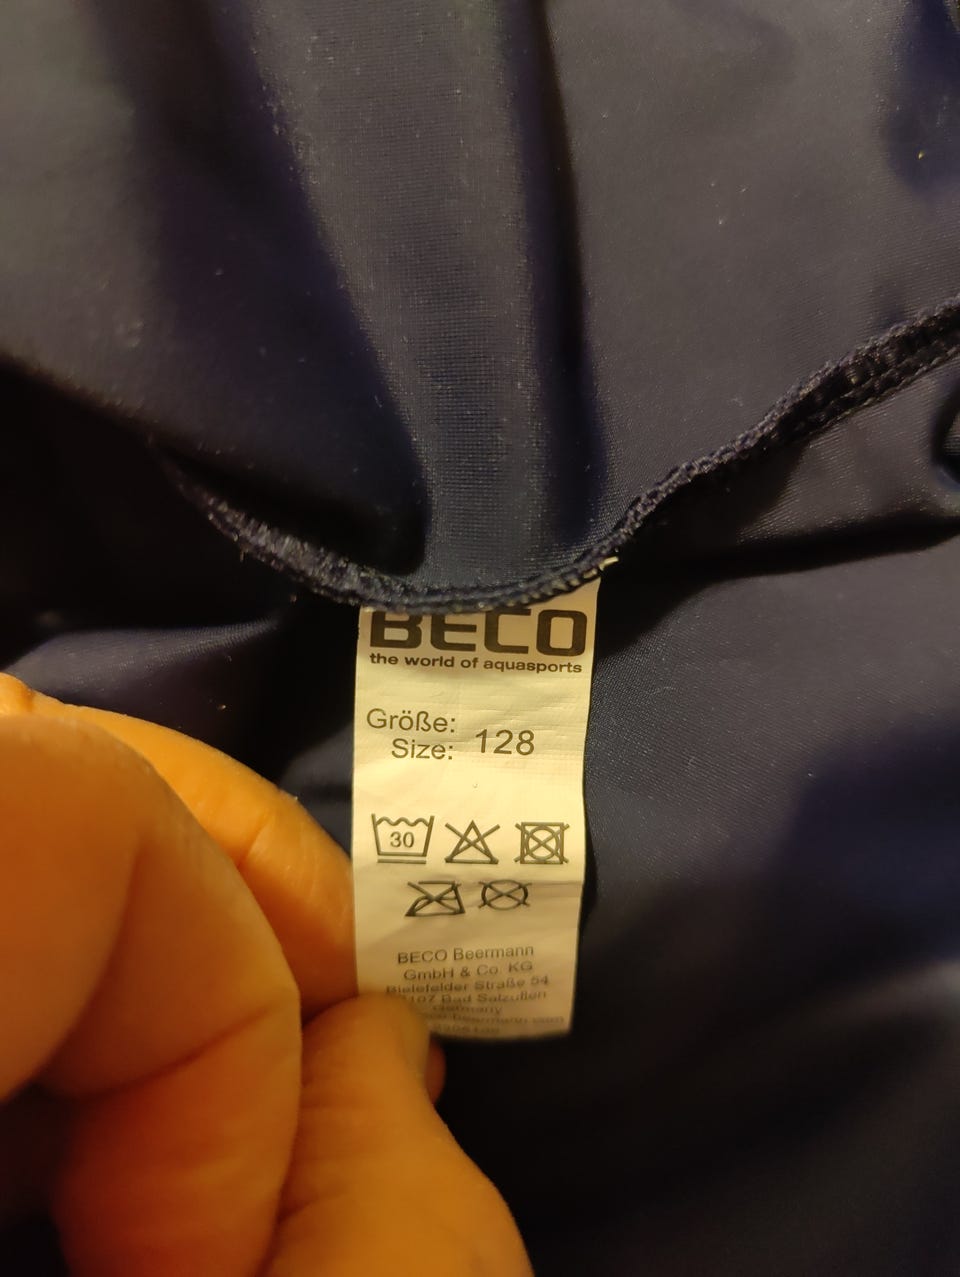 BECO
the world of aquasports
Größe:
Size: 128
30
BECO Beermann
GmbH & Co. KG
Bielefelder Straße 54
Bad Salzuflen
Germany